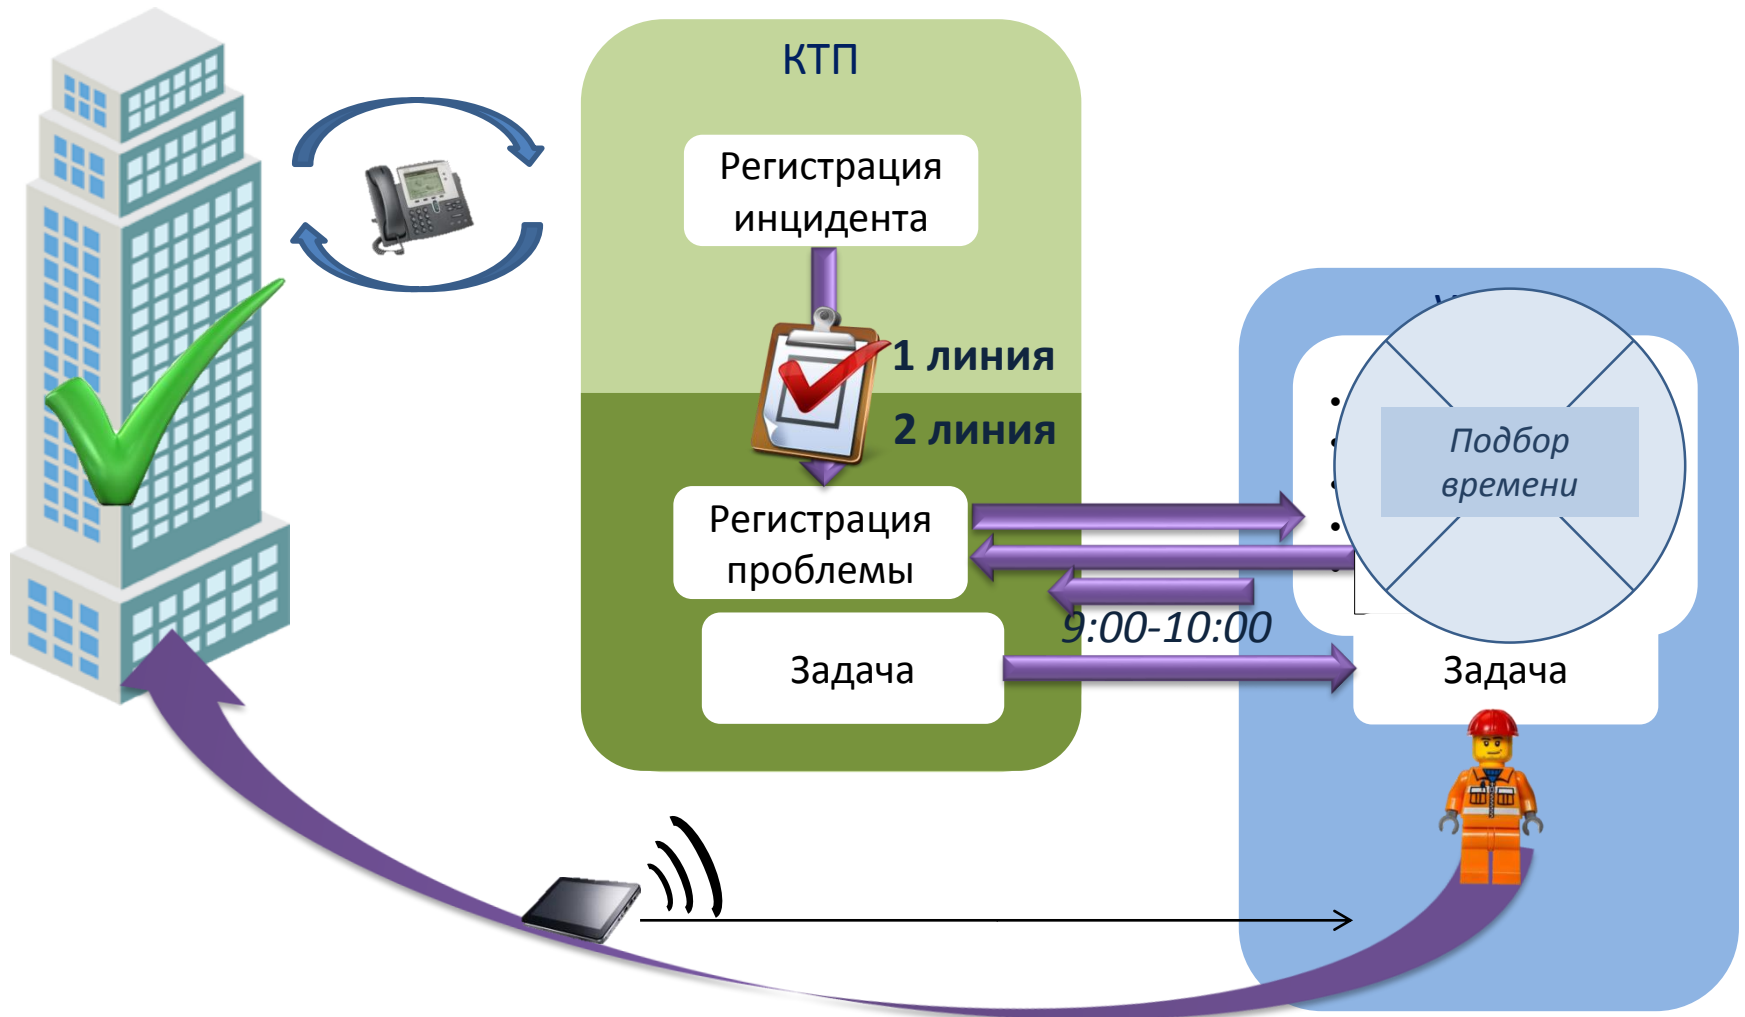 КТП
Регистрация
инцидента
1 линия
2 линия
Подбор
времени
Регистрация
проблемы
9:00-10:00
Задача
Задача